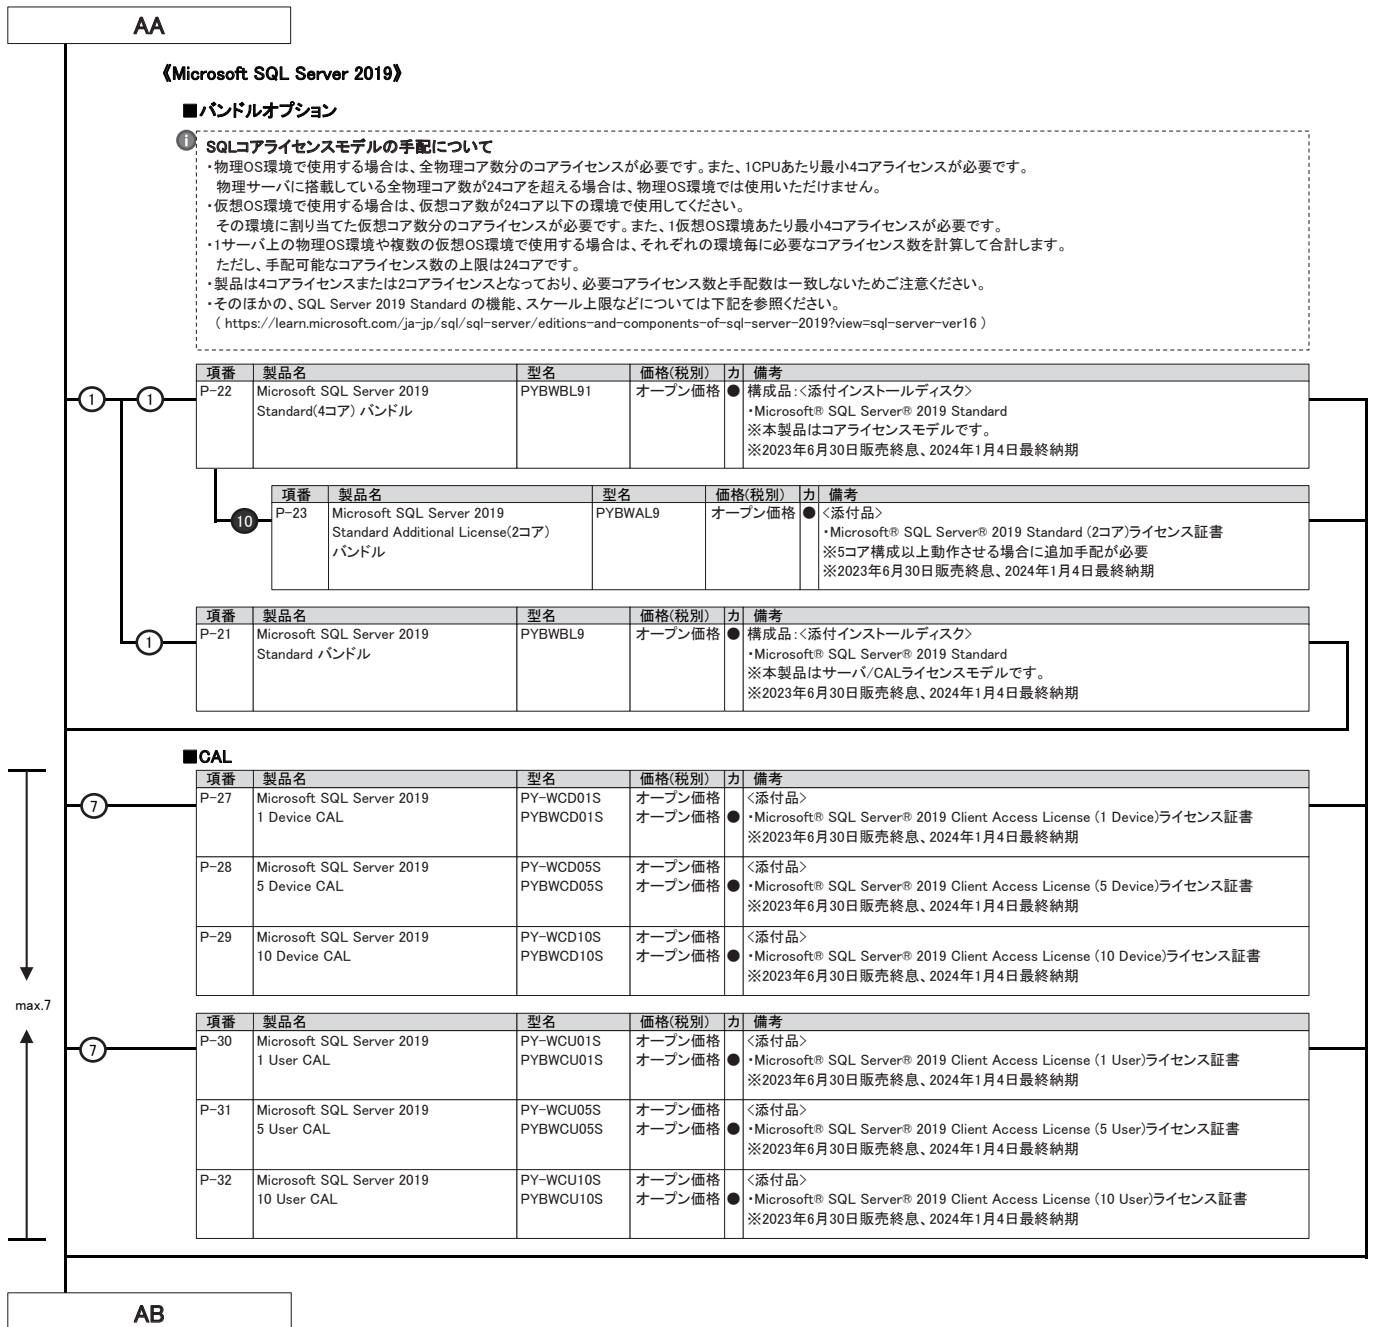 AA
《Microsoft SQL Server 2019》
■バンドルオプション
i
SQLコアライセンスモデルの手配について
・物理OS環境で使用する場合は、全物理コア数分のコアライセンスが必要です。また、1CPUあたり最小4コアライセンスが必要です。
物理サーバに搭載している全物理コア数が24コアを超える場合は、物理OS環境では使用いただけません。
・仮想OS環境で使用する場合は、仮想コア数が24コア以下の環境で使用してください。
その環境に割り当てた仮想コア数分のコアライセンスが必要です。また、1仮想OS環境あたり最小4コアライセンスが必要です。
・1サーバ上の物理OS環境や複数の仮想OS環境で使用する場合は、それぞれの環境毎に必要なコアライセンス数を計算して合計します。
ただし、手配可能なコアライセンス数の上限は24コアです。
・製品は4コアライセンスまたは2コアライセンスとなっており、必要コアライセンス数と手配数は一致しないためご注意ください。
・そのほかの、SQL Server 2019 Standard の機能、スケール上限などについては下記を参照ください。
( https://learn.microsoft.com/ja-jp/sql/sql-server/editions-and-components-of-sql-server-2019?view=sql-server-ver16 )
項番 製品名 型名 価格(税別) カ 備考
1 1 P-22 Microsoft SQL Server 2019 PYBWBL91 オープン価格 ● 構成品:<添付インストールディスク>
Standard(4コア) バンドル ・Microsoft® SQL Server® 2019 Standard
※本製品はコアライセンスモデルです。
※2023年6月30日販売終息、2024年1月4日最終納期
項番 製品名 型名 価格(税別) カ 備考
10 P-23 Microsoft SQL Server 2019 PYBWAL9 オープン価格 ● <添付品>
Standard Additional License(2コア) ・Microsoft® SQL Server® 2019 Standard (2コア)ライセンス証書
バンドル ※5コア構成以上動作させる場合に追加手配が必要
※2023年6月30日販売終息、2024年1月4日最終納期
項番 製品名 型名 価格(税別) カ 備考
1 P-21 Microsoft SQL Server 2019 PYBWBL9 オープン価格 ● 構成品:<添付インストールディスク>
Standard バンドル ・Microsoft® SQL Server® 2019 Standard
※本製品はサーバ/CALライセンスモデルです。
※2023年6月30日販売終息、2024年1月4日最終納期
■CAL
項番 製品名 型名 価格(税別) カ 備考
7 P-27 Microsoft SQL Server 2019 PY-WCD01S オープン価格 <添付品>
1 Device CAL PYBWCD01S オープン価格 ● ・Microsoft® SQL Server® 2019 Client Access License (1 Device)ライセンス証書
※2023年6月30日販売終息、2024年1月4日最終納期
P-28 Microsoft SQL Server 2019 PY-WCD05S オープン価格 <添付品>
5 Device CAL PYBWCD05S オープン価格 ● ・Microsoft® SQL Server® 2019 Client Access License (5 Device)ライセンス証書
※2023年6月30日販売終息、2024年1月4日最終納期
P-29 Microsoft SQL Server 2019 PY-WCD10S オープン価格 <添付品>
10 Device CAL PYBWCD10S オープン価格 ● ・Microsoft® SQL Server® 2019 Client Access License (10 Device)ライセンス証書
※2023年6月30日販売終息、2024年1月4日最終納期
max.7
項番 製品名 型名 価格(税別) カ 備考
7 P-30 Microsoft SQL Server 2019 PY-WCU01S オープン価格 <添付品>
1 User CAL PYBWCU01S オープン価格 ● ・Microsoft® SQL Server® 2019 Client Access License (1 User)ライセンス証書
※2023年6月30日販売終息、2024年1月4日最終納期
P-31 Microsoft SQL Server 2019 PY-WCU05S オープン価格 <添付品>
5 User CAL PYBWCU05S オープン価格 ● ・Microsoft® SQL Server® 2019 Client Access License (5 User)ライセンス証書
※2023年6月30日販売終息、2024年1月4日最終納期
P-32 Microsoft SQL Server 2019 PY-WCU10S オープン価格 <添付品>
10 User CAL PYBWCU10S オープン価格 ● ・Microsoft® SQL Server® 2019 Client Access License (10 User)ライセンス証書
※2023年6月30日販売終息、2024年1月4日最終納期
AB